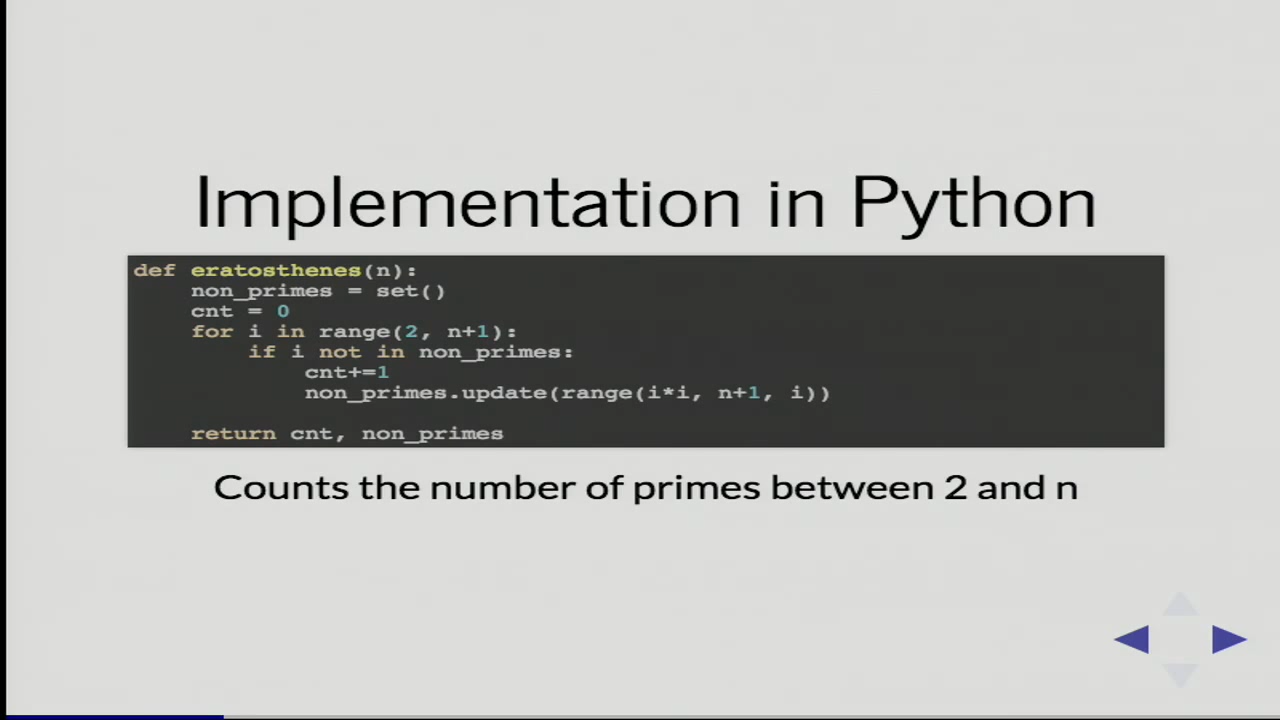 Implementation in Python
def eratosthenes(n):
    non_primes = set()
    cnt = 0
    for i in range(2, n+1):
        if i not in non_primes:
            cnt+=1
            non_primes.update(range(i*i, n+1, i))
    return cnt, non_primes
Counts the number of primes between 2 and n